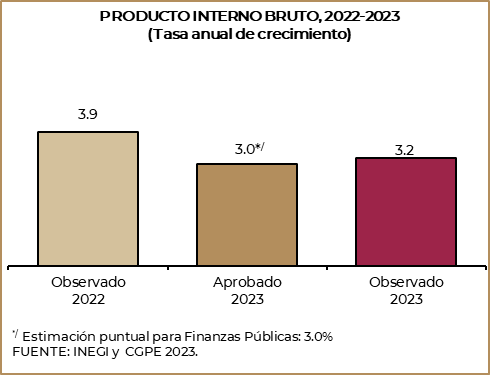 PRODUCTO INTERNO BRUTO, 2022-2023
(Tasa anual de crecimiento)
3.9
3.0*/
3.2
Observado
2022
Aprobado
2023
Observado
2023
*/ Estimación puntual para Finanzas Públicas: 3.0%
FUENTE: INEGI y CGPE 2023.